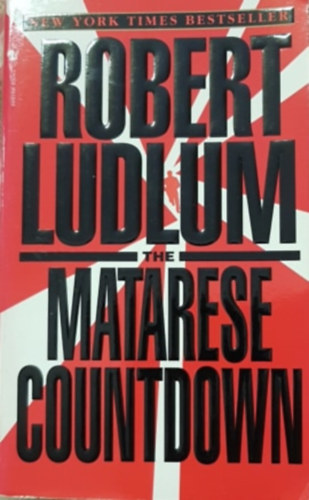 NEW YORK TIMES BESTSELLER
ROBERT
LUDLUM
THE
MATARESE
COUNTDOWN